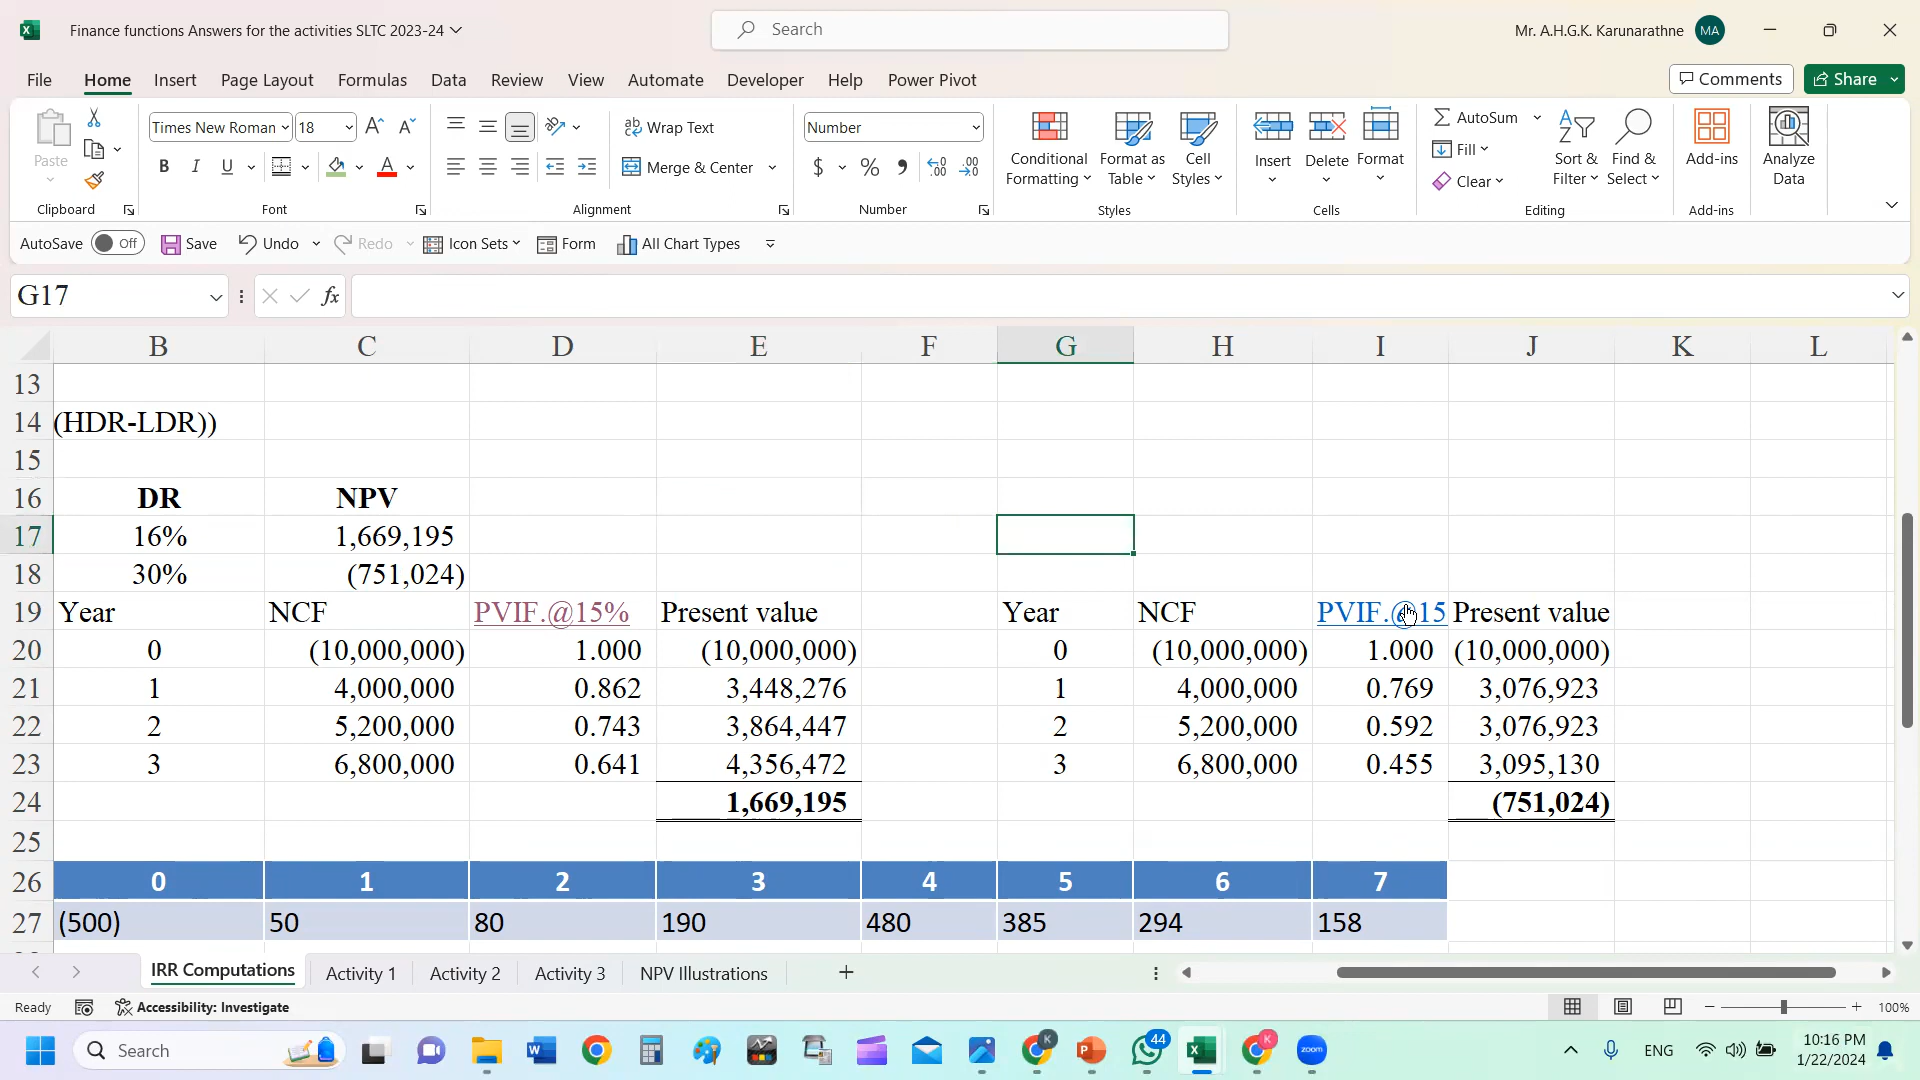 Finance functions Answers for the activities SLTC 2023-24
Search
Mr. A.H.G.K. Karunarathne
MA
File Home Insert Page Layout Formulas Data Review View Automate Developer Help Power Pivot
Comments Share
Paste
Clipboard
Times New Roman 18
B I U
Font
Wrap Text
Merge & Center
Alignment
Number
$ %
Number
Conditional Formatting
Format as Table
Cell Styles
Styles
Insert Delete Format
Cells
AutoSum
Fill
Clear
Sort & Filter
Find & Select
Editing
Add-ins
Add-ins
Analyze Data
AutoSave Off Save Undo Redo Icon Sets Form All Chart Types
G17 fx
B C D E F G H I J K L
13
14 (HDR-LDR))
15
16 DR NPV
17 16% 1,669,195
18 30% (751,024)
19 Year NCF PVIF.@15% Present value Year NCF PVIF.@15 Present value
20 0 (10,000,000) 1.000 (10,000,000) 0 (10,000,000) 1.000 (10,000,000)
21 1 4,000,000 0.862 3,448,276 1 4,000,000 0.769 3,076,923
22 2 5,200,000 0.743 3,864,447 2 5,200,000 0.592 3,076,923
23 3 6,800,000 0.641 4,356,472 3 6,800,000 0.455 3,095,130
24 1,669,195 (751,024)
25
26 0 1 2 3 4 5 6 7
27 (500) 50 80 190 480 385 294 158
IRR Computations Activity 1 Activity 2 Activity 3 NPV Illustrations
Ready Accessibility: Investigate 100%
Search
44
K
K
zoom
ENG
10:16 PM
1/22/2024